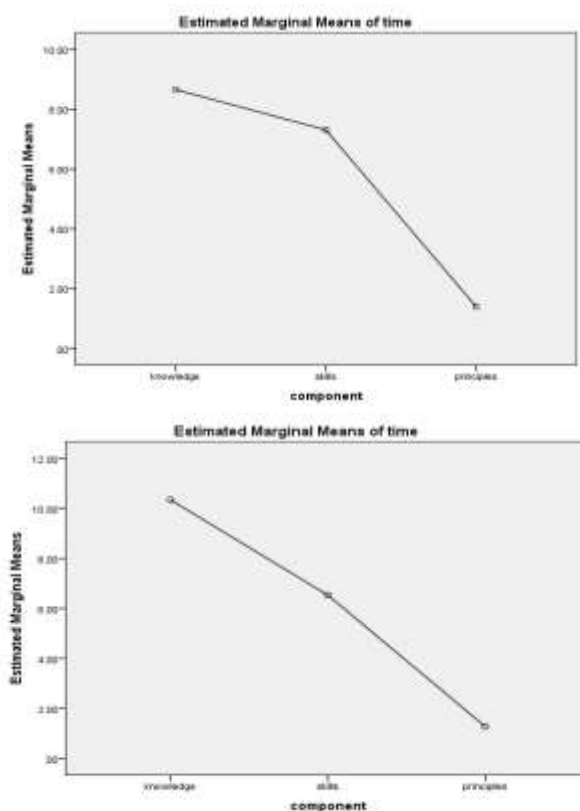 Estimated Marginal Means of time
10.00
8.00
6.00
4.00
2.00
.00
Estimated Marginal Means
knowledge
skills
principles
component
Estimated Marginal Means of time
12.00
10.00
8.00
6.00
4.00
2.00
.00
Estimated Marginal Means
knowledge
skills
principles
component